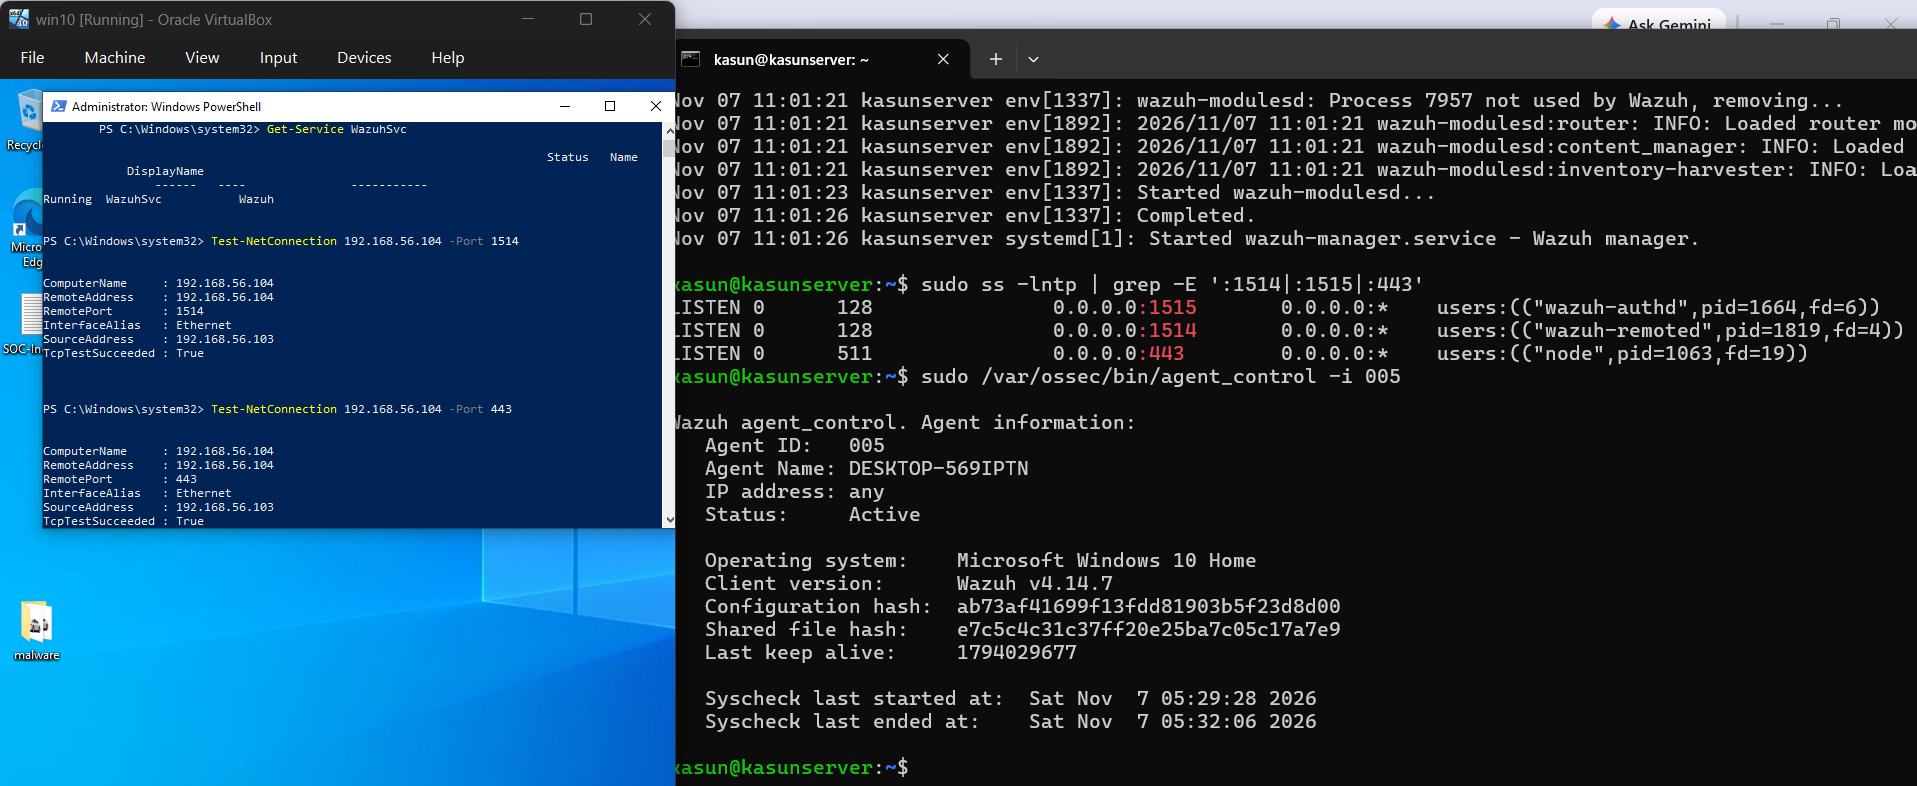 win10 [Running] - Oracle VirtualBox
File Machine View Input Devices Help
Recycle
Micro
Edg
SOC-In
malware
Administrator: Windows PowerShell
PS C:\Windows\system32> Get-Service WazuhSvc
Status Name
DisplayName
------ ---- -----------
Running WazuhSvc Wazuh
PS C:\Windows\system32> Test-NetConnection 192.168.56.104 -Port 1514
ComputerName : 192.168.56.104
RemoteAddress : 192.168.56.104
RemotePort : 1514
InterfaceAlias : Ethernet
SourceAddress : 192.168.56.103
TcpTestSucceeded : True
PS C:\Windows\system32> Test-NetConnection 192.168.56.104 -Port 443
ComputerName : 192.168.56.104
RemoteAddress : 192.168.56.104
RemotePort : 443
InterfaceAlias : Ethernet
SourceAddress : 192.168.56.103
TcpTestSucceeded : True
Ask Gemini
kasun@kasunserver: ~
Nov 07 11:01:21 kasunserver env[1337]: wazuh-modulesd: Process 7957 not used by Wazuh, removing...
Nov 07 11:01:21 kasunserver env[1892]: 2026/11/07 11:01:21 wazuh-modulesd:router: INFO: Loaded router mo
Nov 07 11:01:21 kasunserver env[1892]: 2026/11/07 11:01:21 wazuh-modulesd:content_manager: INFO: Loaded
Nov 07 11:01:21 kasunserver env[1892]: 2026/11/07 11:01:21 wazuh-modulesd:inventory-harvester: INFO: Loa
Nov 07 11:01:23 kasunserver env[1337]: Started wazuh-modulesd...
Nov 07 11:01:26 kasunserver env[1337]: Completed.
Nov 07 11:01:26 kasunserver systemd[1]: Started wazuh-manager.service - Wazuh manager.
kasun@kasunserver:~$ sudo ss -lntp | grep -E ':1514|:1515|:443'
LISTEN 0 128 0.0.0.0:1515 0.0.0.0:* users:(("wazuh-authd",pid=1664,fd=6))
LISTEN 0 128 0.0.0.0:1514 0.0.0.0:* users:(("wazuh-remoted",pid=1819,fd=4))
LISTEN 0 511 0.0.0.0:443 0.0.0.0:* users:(("node",pid=1063,fd=19))
kasun@kasunserver:~$ sudo /var/ossec/bin/agent_control -i 005
Wazuh agent_control. Agent information:
Agent ID: 005
Agent Name: DESKTOP-569IPTN
IP address: any
Status: Active
Operating system: Microsoft Windows 10 Home
Client version: Wazuh v4.14.7
Configuration hash: ab73af41699f13fdd81903b5f23d8d00
Shared file hash: e7c5c4c31c37ff20e25ba7c05c17a7e9
Last keep alive: 1794029677
Syscheck last started at: Sat Nov 7 05:29:28 2026
Syscheck last ended at: Sat Nov 7 05:32:06 2026
kasun@kasunserver:~$